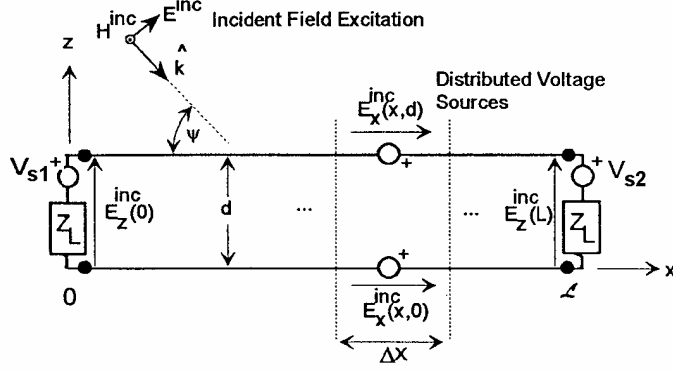 H^inc E^inc Incident Field Excitation
z
k̂
ψ
E_x^inc(x,d)
Distributed Voltage
Sources
V_s1 +
+
+ V_s2
Z_L
E_z^inc(0)
d
...
...
E_z^inc(L)
Z_L
+
0
E_x^inc(x,0)
ℒ
x
Δx